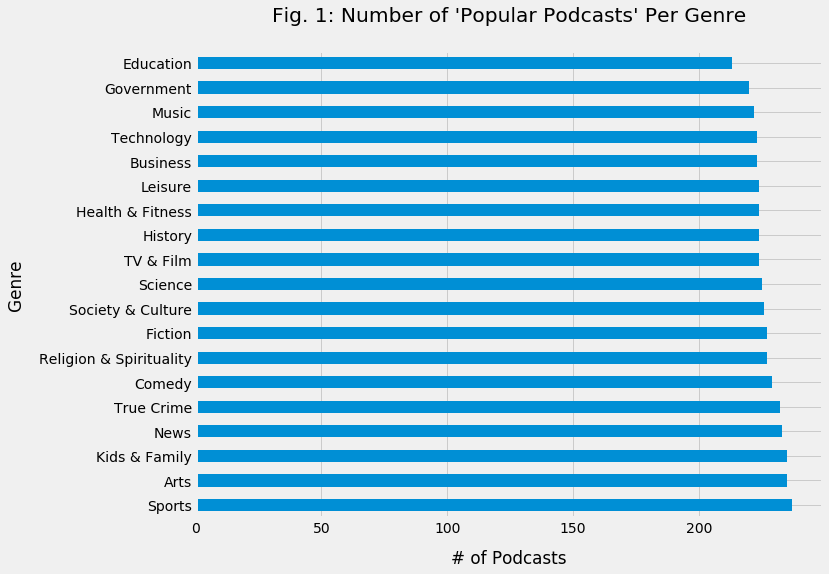 Fig. 1: Number of 'Popular Podcasts' Per Genre
Genre
Education
Government
Music
Technology
Business
Leisure
Health & Fitness
History
TV & Film
Science
Society & Culture
Fiction
Religion & Spirituality
Comedy
True Crime
News
Kids & Family
Arts
Sports
0 50 100 150 200
# of Podcasts